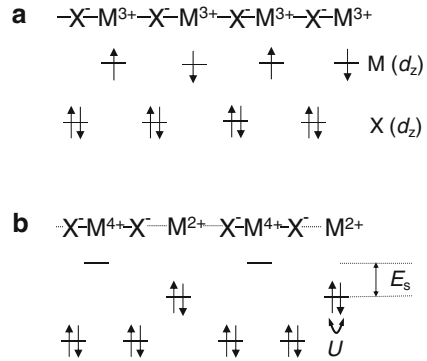 a
—X⁻—M³⁺—X⁻—M³⁺—X⁻—M³⁺—X⁻—M³⁺
M (dz)
X (dz)
b
X⁻–M⁴⁺–X⁻ M²⁺ X⁻–M⁴⁺–X⁻ M²⁺
Es
U